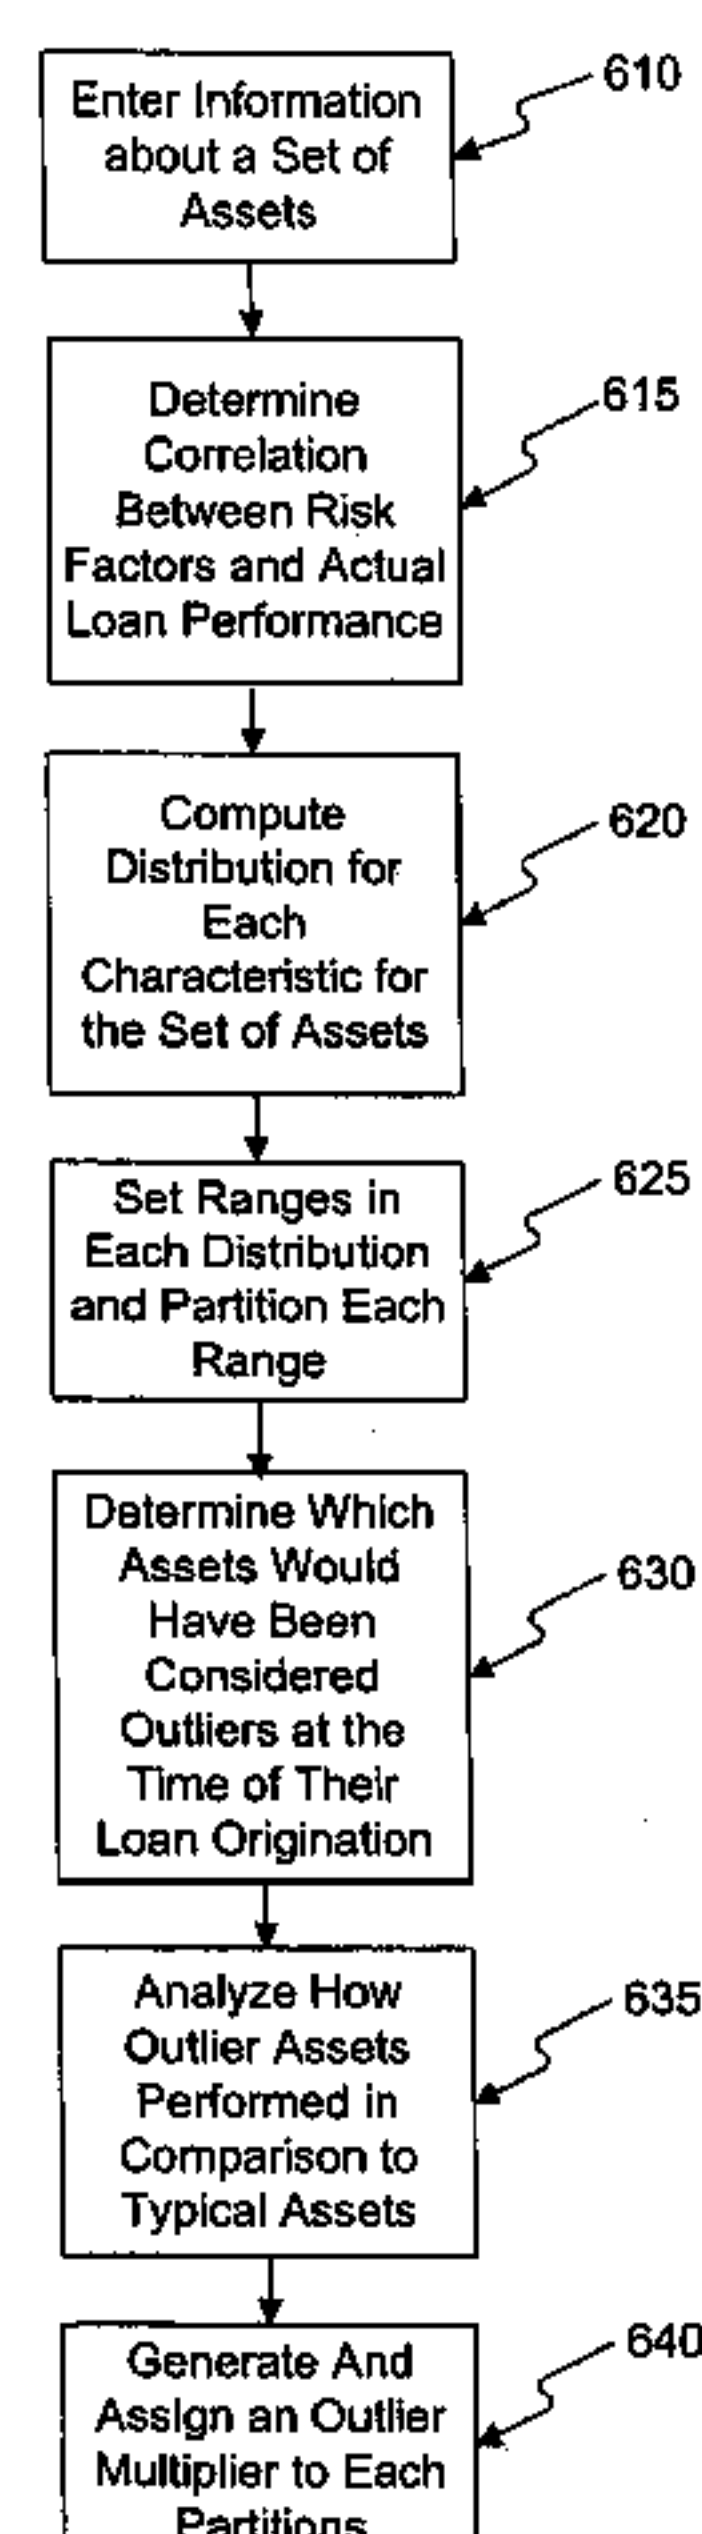 Enter Information
about a Set of
Assets
610
Determine
Correlation
Between Risk
Factors and Actual
Loan Performance
615
Compute
Distribution for
Each
Characteristic for
the Set of Assets
620
Set Ranges in
Each Distribution
and Partition Each
Range
625
Determine Which
Assets Would
Have Been
Considered
Outliers at the
Time of Their
Loan Origination
630
Analyze How
Outlier Assets
Performed in
Comparison to
Typical Assets
635
Generate And
Assign an Outlier
Multiplier to Each
Partitions
640